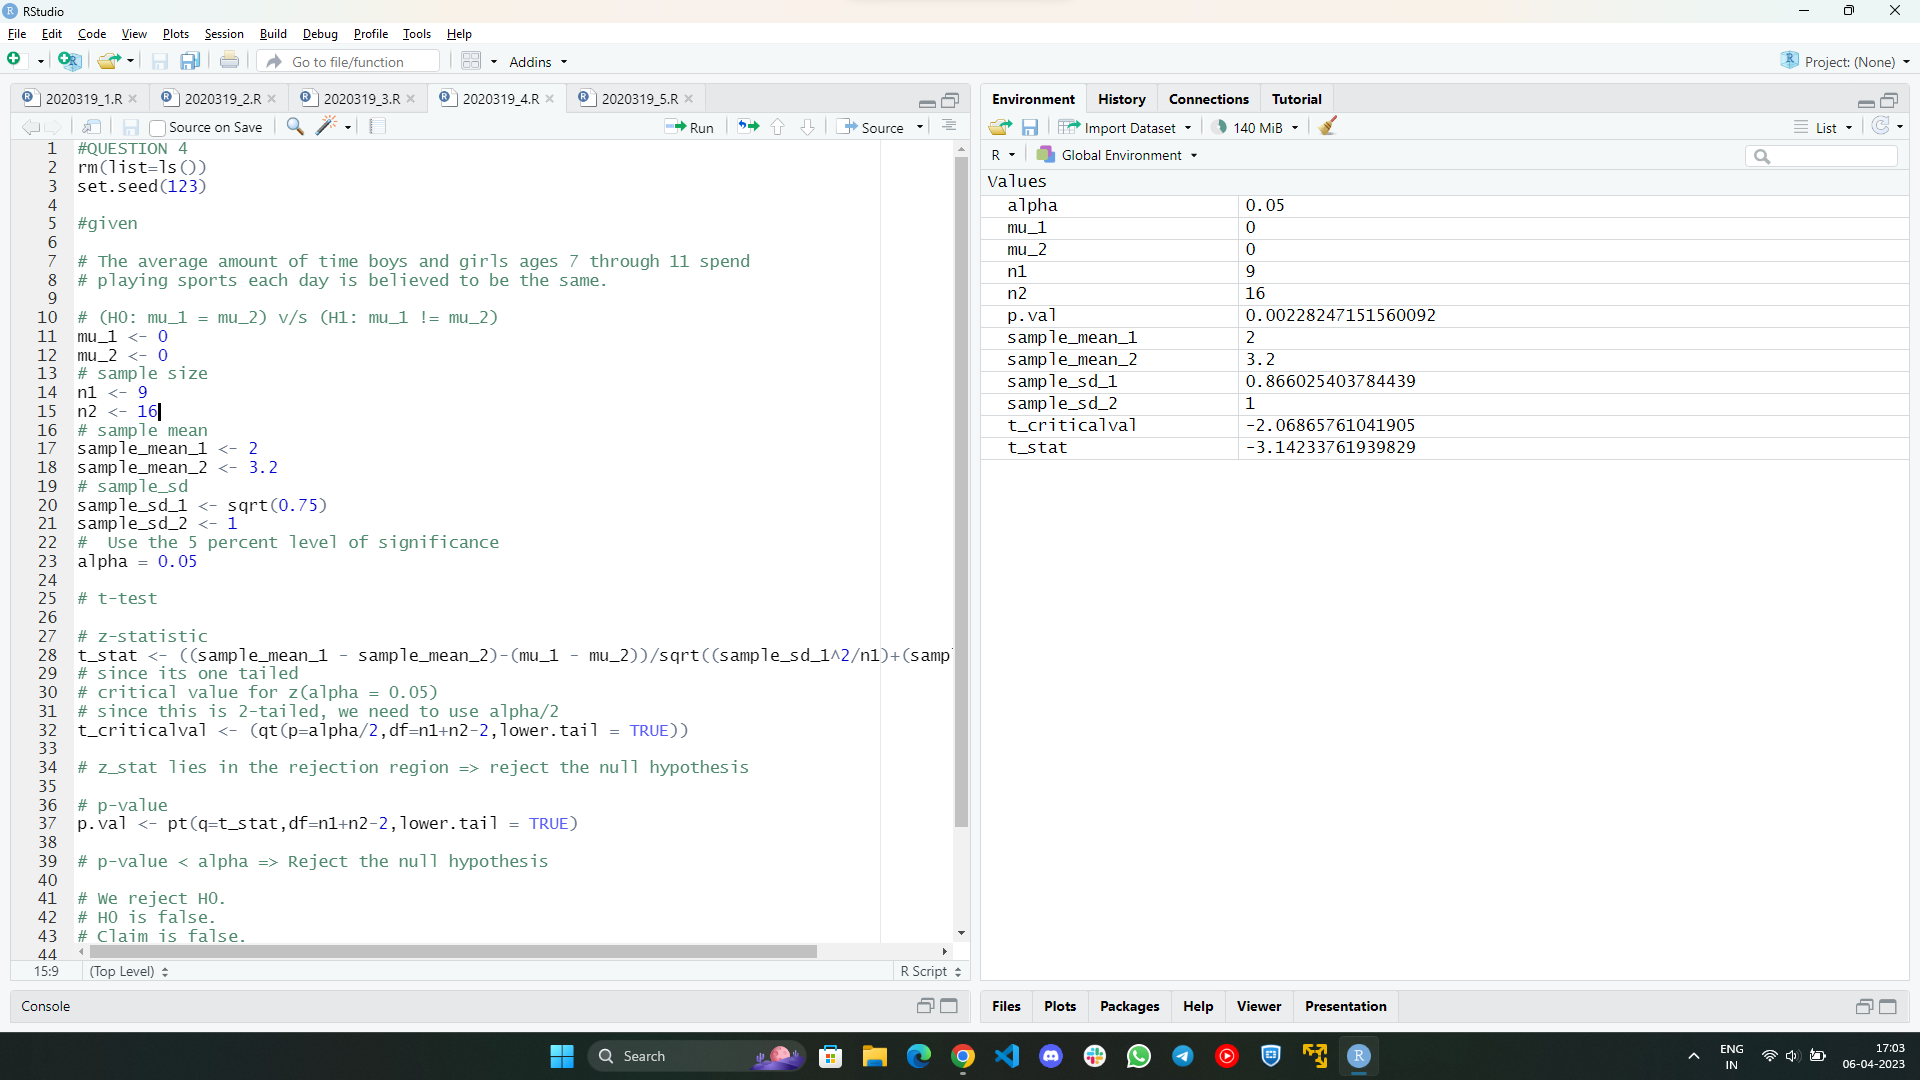 RStudio
File Edit Code View Plots Session Build Debug Profile Tools Help
Go to file/function Addins Project: (None)
2020319_1.R 2020319_2.R 2020319_3.R 2020319_4.R 2020319_5.R
Source on Save Run Source
1 #QUESTION 4
2 rm(list=ls())
3 set.seed(123)
4
5 #given
6
7 # The average amount of time boys and girls ages 7 through 11 spend
8 # playing sports each day is believed to be the same.
9
10 # (H0: mu_1 = mu_2) v/s (H1: mu_1 != mu_2)
11 mu_1 <- 0
12 mu_2 <- 0
13 # sample size
14 n1 <- 9
15 n2 <- 16
16 # sample mean
17 sample_mean_1 <- 2
18 sample_mean_2 <- 3.2
19 # sample_sd
20 sample_sd_1 <- sqrt(0.75)
21 sample_sd_2 <- 1
22 #  Use the 5 percent level of significance
23 alpha = 0.05
24
25 # t-test
26
27 # z-statistic
28 t_stat <- ((sample_mean_1 - sample_mean_2)-(mu_1 - mu_2))/sqrt((sample_sd_1^2/n1)+(samp
29 # since its one tailed
30 # critical value for z(alpha = 0.05)
31 # since this is 2-tailed, we need to use alpha/2
32 t_criticalval <- (qt(p=alpha/2,df=n1+n2-2,lower.tail = TRUE))
33
34 # z_stat lies in the rejection region => reject the null hypothesis
35
36 # p-value
37 p.val <- pt(q=t_stat,df=n1+n2-2,lower.tail = TRUE)
38
39 # p-value < alpha => Reject the null hypothesis
40
41 # We reject H0.
42 # H0 is false.
43 # Claim is false.
44
15:9 (Top Level) R Script
Console
Environment History Connections Tutorial
Import Dataset 140 MiB List
R Global Environment
Values
alpha 0.05
mu_1 0
mu_2 0
n1 9
n2 16
p.val 0.00228247151560092
sample_mean_1 2
sample_mean_2 3.2
sample_sd_1 0.866025403784439
sample_sd_2 1
t_criticalval -2.06865761041905
t_stat -3.14233761939829
Files Plots Packages Help Viewer Presentation
Search
ENG
IN
17:03
06-04-2023